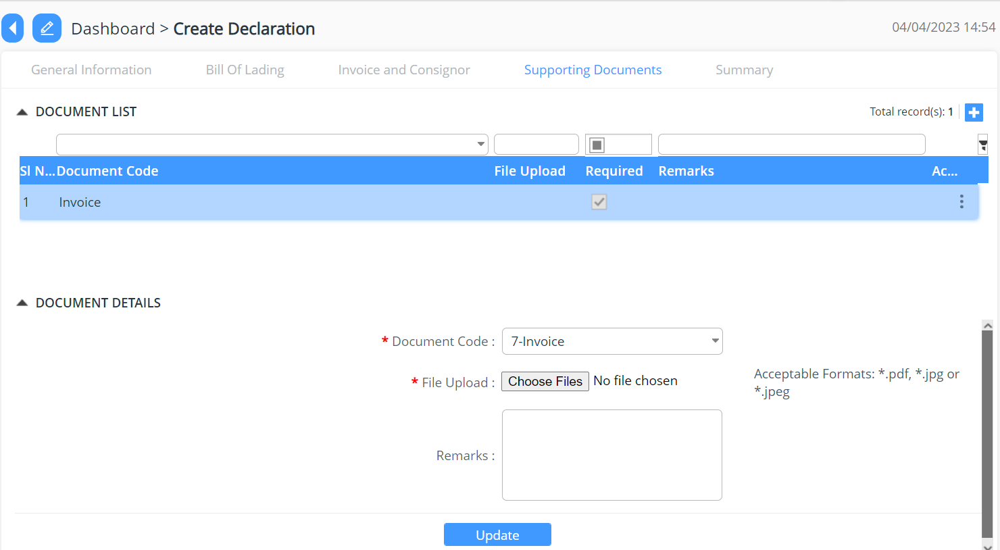 Dashboard > Create Declaration
04/04/2023 14:54
General Information Bill Of Lading Invoice and Consignor Supporting Documents Summary
DOCUMENT LIST
Total record(s): 1
Sl N... Document Code File Upload Required Remarks Ac...
1 Invoice
DOCUMENT DETAILS
* Document Code : 7-Invoice
* File Upload : Choose Files No file chosen
Acceptable Formats: *.pdf, *.jpg or
*.jpeg
Remarks :
Update